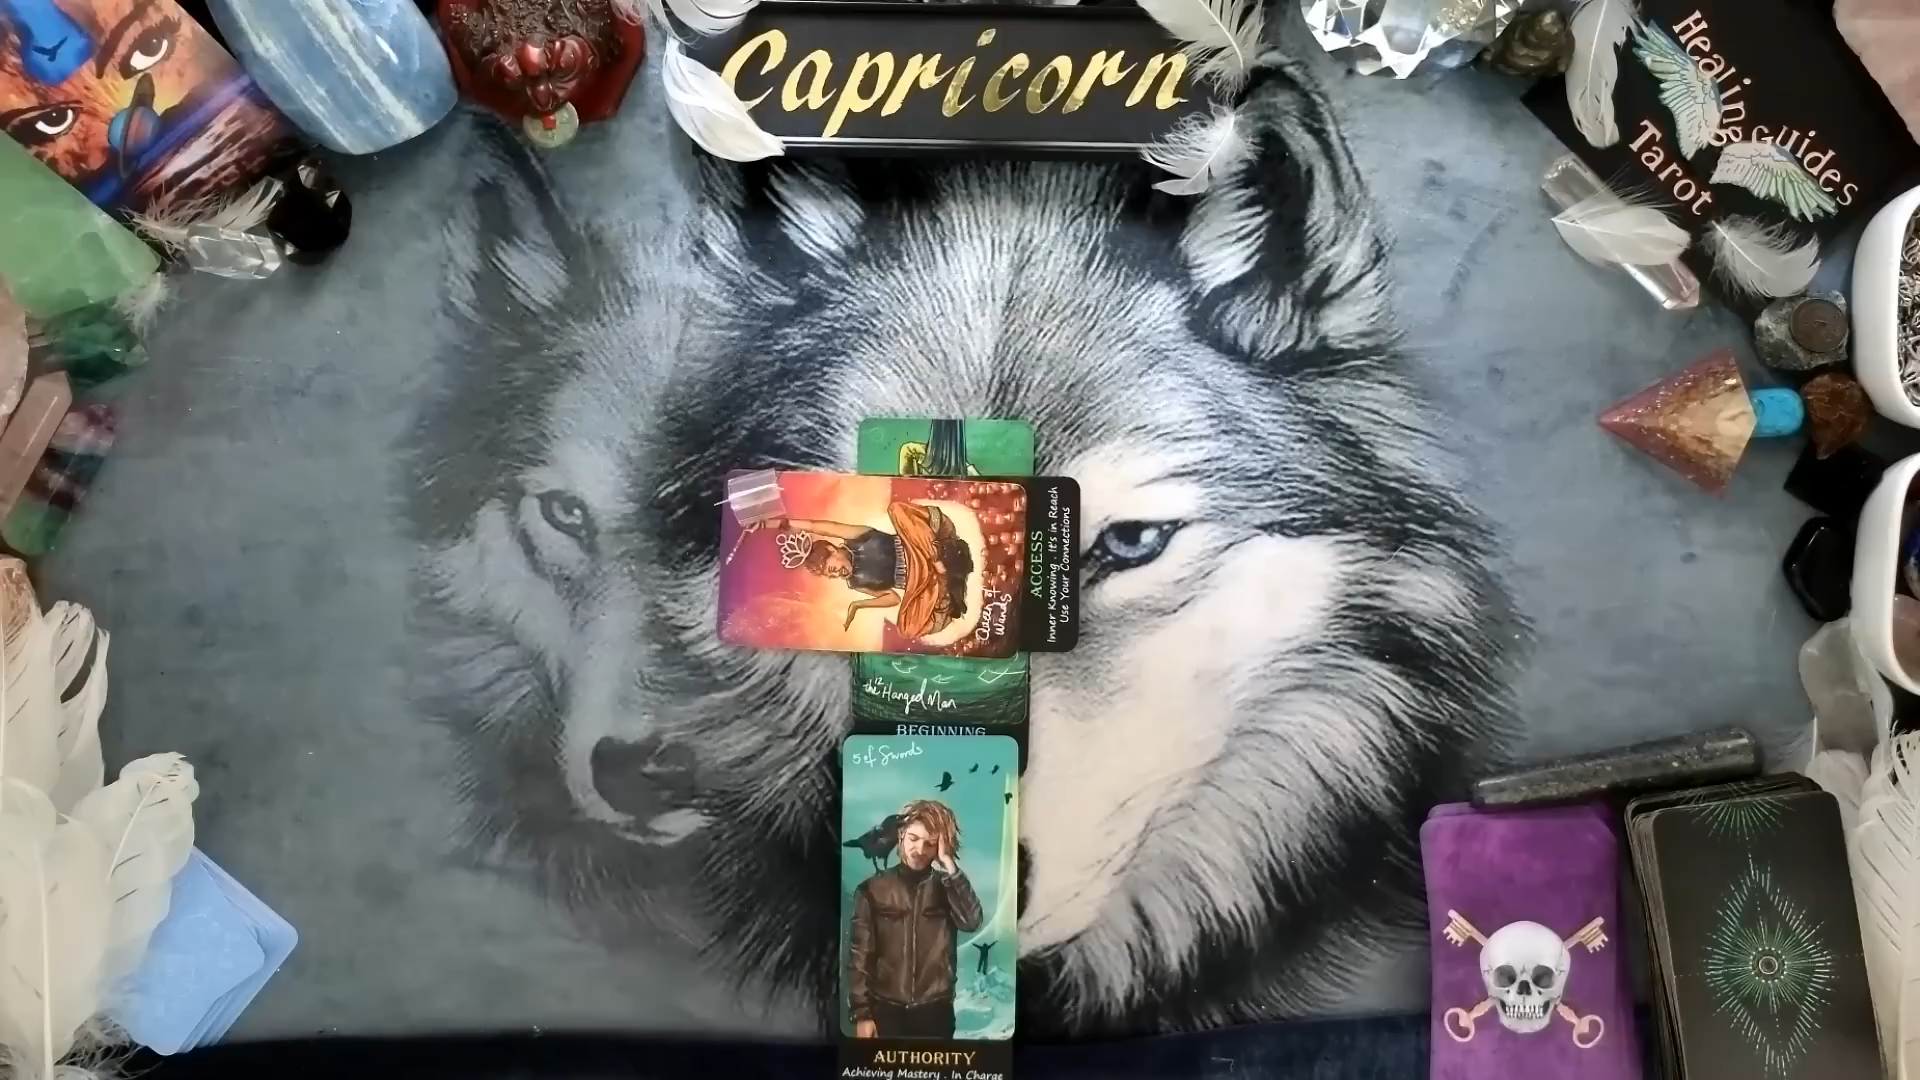 Capricorn
Healing
Guides
Tarot
ACCESS
Inner Knowing . It's in Reach
Use Your Connections
Queen of
Wands
the 12 Hanged Man
BEGINNING
5 of Swords
AUTHORITY
Achieving Mastery . In Charge